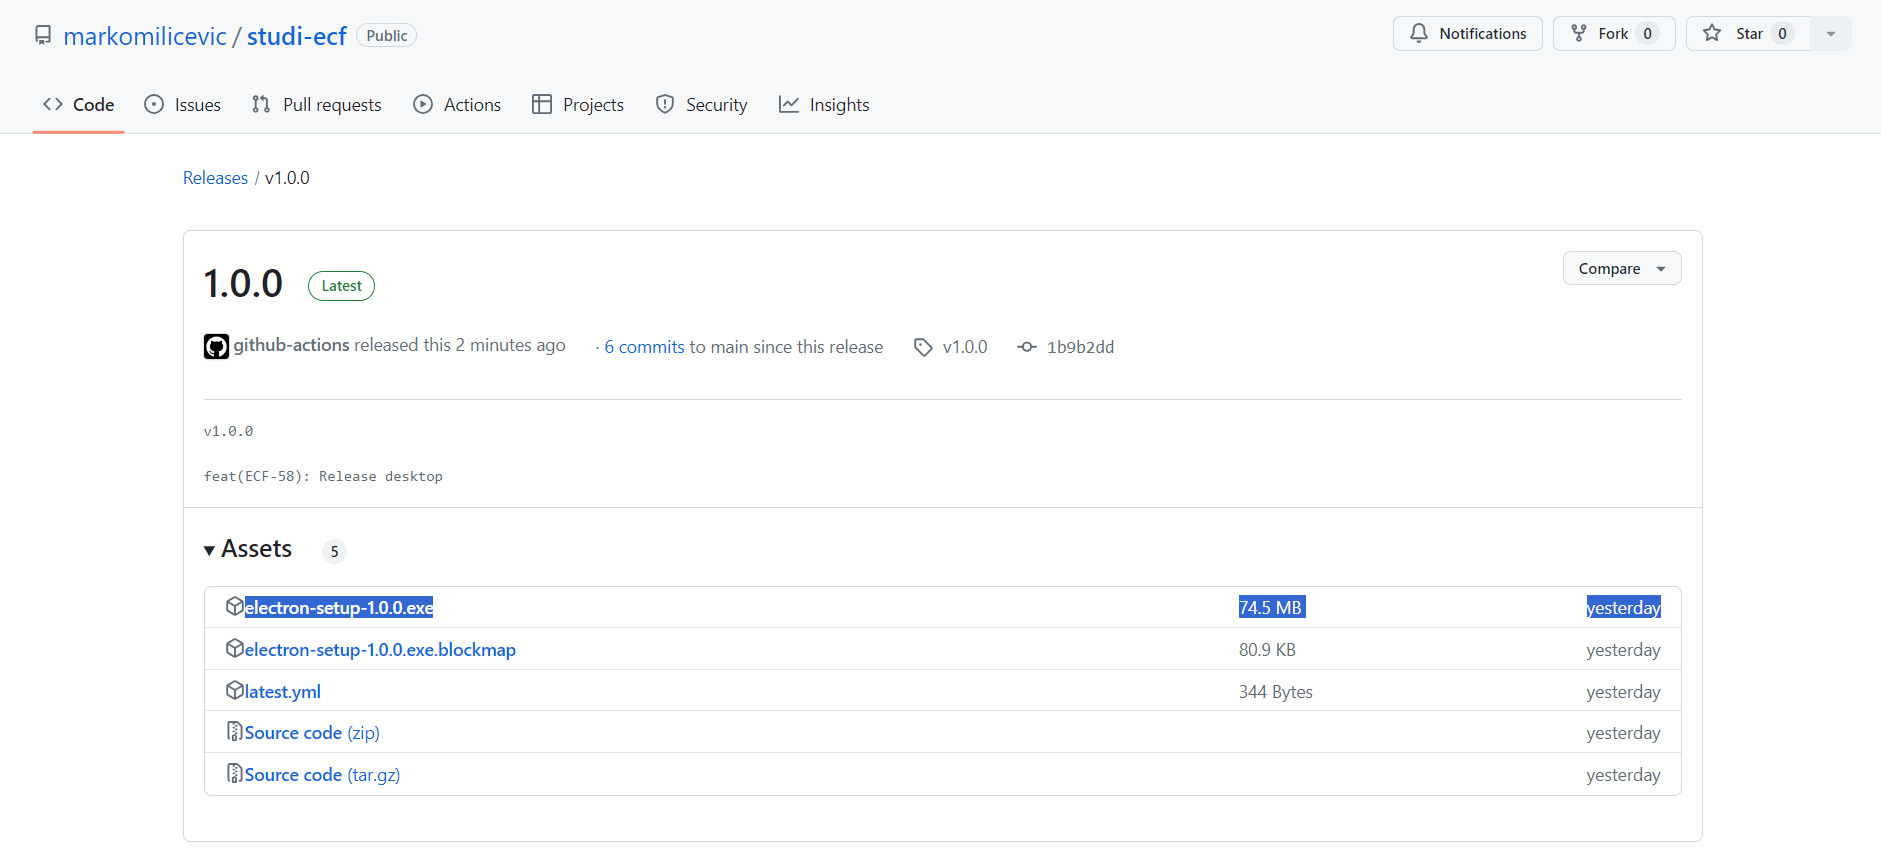 markomilicevic / studi-ecf Public
Notifications Fork 0 Star 0
Code Issues Pull requests Actions Projects Security Insights
Releases / v1.0.0
1.0.0 Latest
Compare
github-actions released this 2 minutes ago · 6 commits to main since this release v1.0.0 1b9b2dd
v1.0.0
feat(ECF-58): Release desktop
Assets 5
electron-setup-1.0.0.exe 74.5 MB yesterday
electron-setup-1.0.0.exe.blockmap 80.9 KB yesterday
latest.yml 344 Bytes yesterday
Source code (zip) yesterday
Source code (tar.gz) yesterday